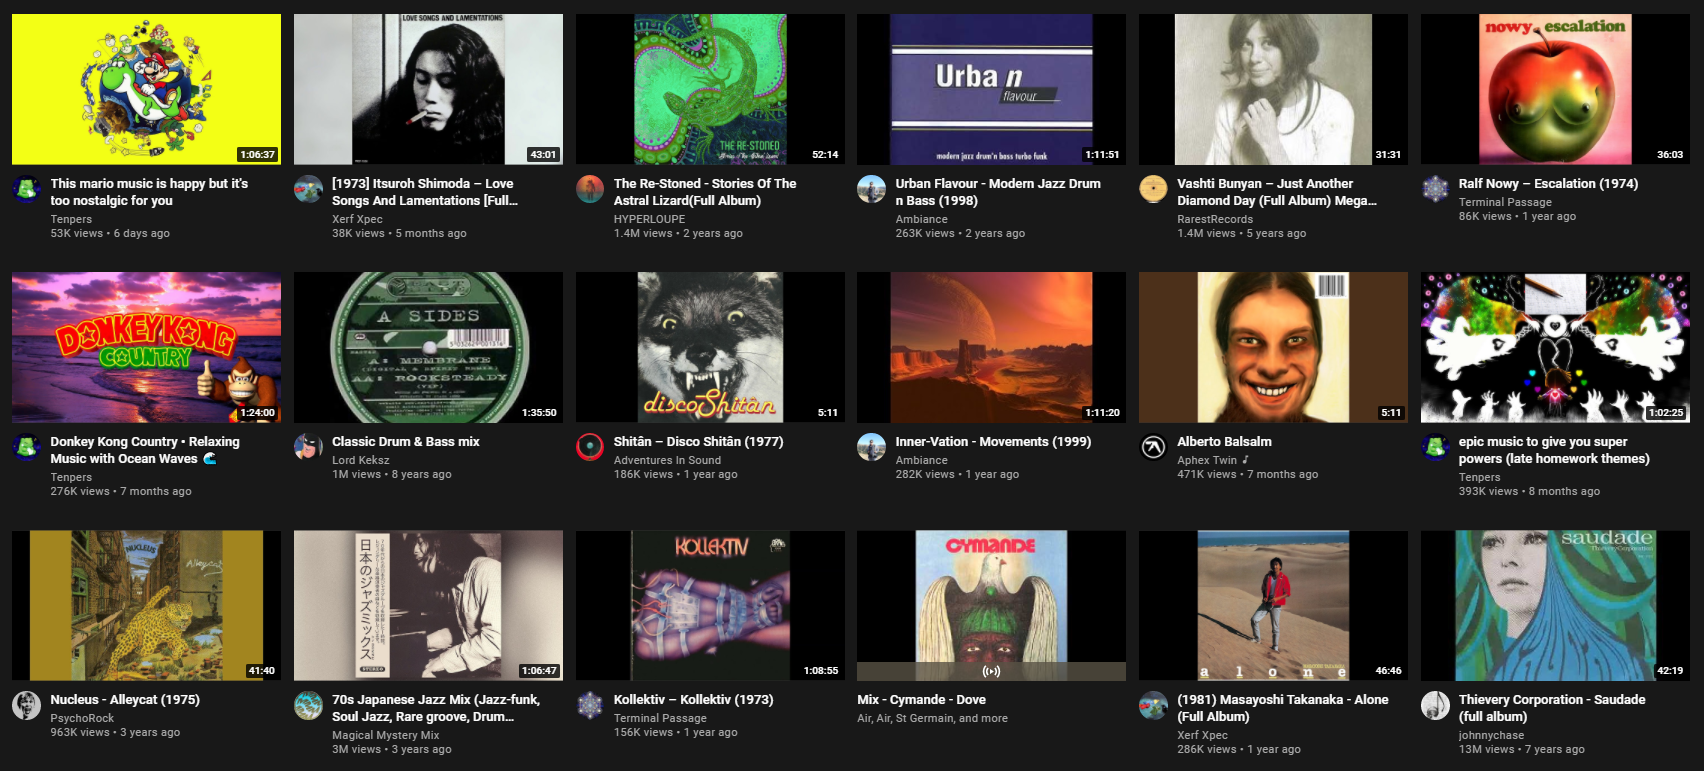 LOVE SONGS AND LAMENTATIONS
THE RE-STONED
Urban
flavour
modern jazz drum'n bass turbo funk
nowy escalation
1:06:37
43:01
52:14
1:11:51
31:31
36:03
This mario music is happy but it's
too nostalgic for you
Tenpers
53K views • 6 days ago
[1973] Itsuroh Shimoda – Love
Songs And Lamentations [Full...
Xerf Xpec
38K views • 5 months ago
The Re-Stoned - Stories Of The
Astral Lizard(Full Album)
HYPERLOUPE
1.4M views • 2 years ago
Urban Flavour - Modern Jazz Drum
n Bass (1998)
Ambiance
263K views • 2 years ago
Vashti Bunyan – Just Another
Diamond Day (Full Album) Mega...
RarestRecords
1.4M views • 5 years ago
Ralf Nowy – Escalation (1974)
Terminal Passage
86K views • 1 year ago
DONKEY KONG
COUNTRY
A SIDES
A: MEMBRANE
(DIGITAL & SPIRIT REMIX)
AA: ROCKSTEADY
(VIP)
disco Shitân
1:24:00
1:35:50
5:11
1:11:20
5:11
1:02:25
Donkey Kong Country • Relaxing
Music with Ocean Waves 🌊
Tenpers
276K views • 7 months ago
Classic Drum & Bass mix
Lord Keksz
1M views • 8 years ago
Shitân – Disco Shitân (1977)
Adventures In Sound
186K views • 1 year ago
Inner-Vation - Movements (1999)
Ambiance
282K views • 1 year ago
Alberto Balsalm
Aphex Twin ♪
471K views • 7 months ago
epic music to give you super
powers (late homework themes)
Tenpers
393K views • 8 months ago
NUCLEUS
Alleycat
日本のジャズミックス
STEREO
KOLLEKTIV
CYMANDE
alone
saudade
ThieveryCorporation
41:40
1:06:47
1:08:55
46:46
42:19
Nucleus - Alleycat (1975)
PsychoRock
963K views • 3 years ago
70s Japanese Jazz Mix (Jazz-funk,
Soul Jazz, Rare groove, Drum...
Magical Mystery Mix
3M views • 3 years ago
Kollektiv – Kollektiv (1973)
Terminal Passage
156K views • 1 year ago
Mix - Cymande - Dove
Air, Air, St Germain, and more
(1981) Masayoshi Takanaka - Alone
(Full Album)
Xerf Xpec
286K views • 1 year ago
Thievery Corporation - Saudade
(full album)
johnnychase
13M views • 7 years ago